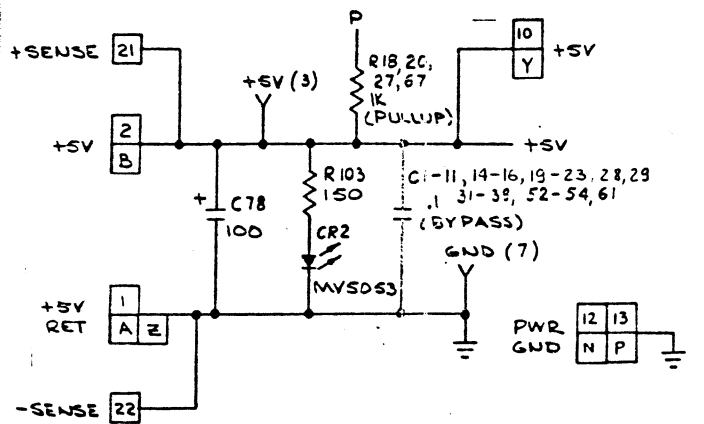 +SENSE 21
P
10
Y
+5V
R18, 20,
27, 67
1K
(PULLUP)
+5V (3)
+5V
2
B
+5V
R103
150
C1-11, 14-16, 19-23, 28, 29
31-39, 52-54, 61
.1
(BYPASS)
+ C78
100
CR2
MV5053
GND (7)
+5V
RET
1
A Z
PWR
GND
12 13
N P
-SENSE 22